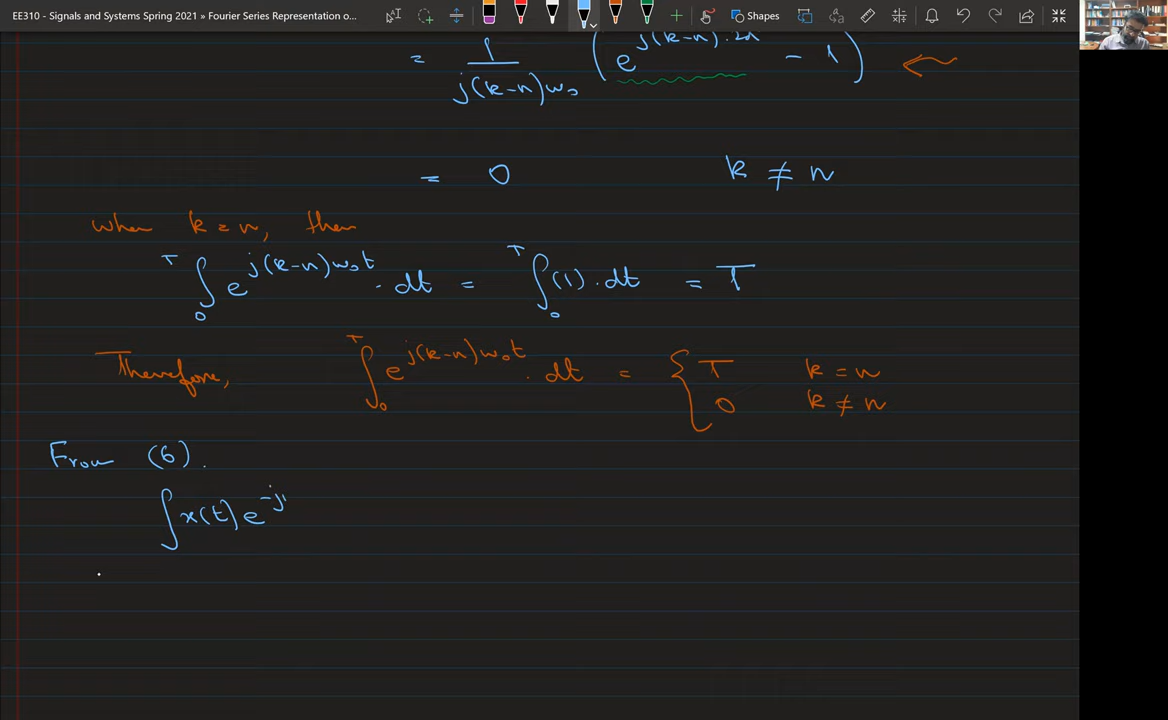 EE310 - Signals and Systems Spring 2021 » Fourier Series Representation o...
Shapes
= 1 / j(k-n)ω₀ ( e^{j(k-n)·2π} - 1 ) ←
= 0 k ≠ n
When k = n, then
∫₀ᵀ e^{j(k-n)ω₀t} · dt = ∫₀ᵀ (1) · dt = T
Therefore, ∫₀ᵀ e^{j(k-n)ω₀t} · dt = { T k = n
0 k ≠ n
From (6).
∫ x(t) e^{-j